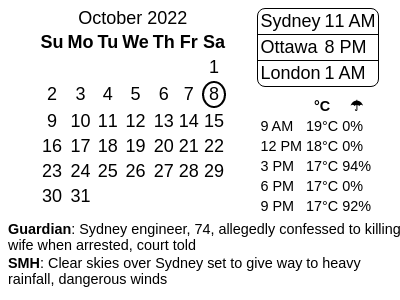 October 2022
Su Mo Tu We Th Fr Sa
1
2 3 4 5 6 7 8
9 10 11 12 13 14 15
16 17 18 19 20 21 22
23 24 25 26 27 28 29
30 31
Sydney 11 AM
Ottawa 8 PM
London 1 AM
°C ☂
9 AM 19°C 0%
12 PM 18°C 0%
3 PM 17°C 94%
6 PM 17°C 0%
9 PM 17°C 92%
Guardian: Sydney engineer, 74, allegedly confessed to killing
wife when arrested, court told
SMH: Clear skies over Sydney set to give way to heavy
rainfall, dangerous winds